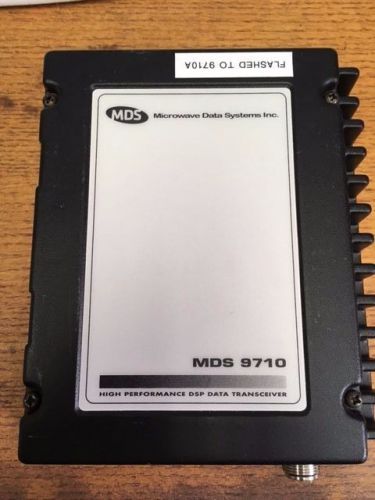 FLASHED TO 9710A
MDS Microwave Data Systems Inc.
MDS 9710
HIGH PERFORMANCE DSP DATA TRANSCEIVER